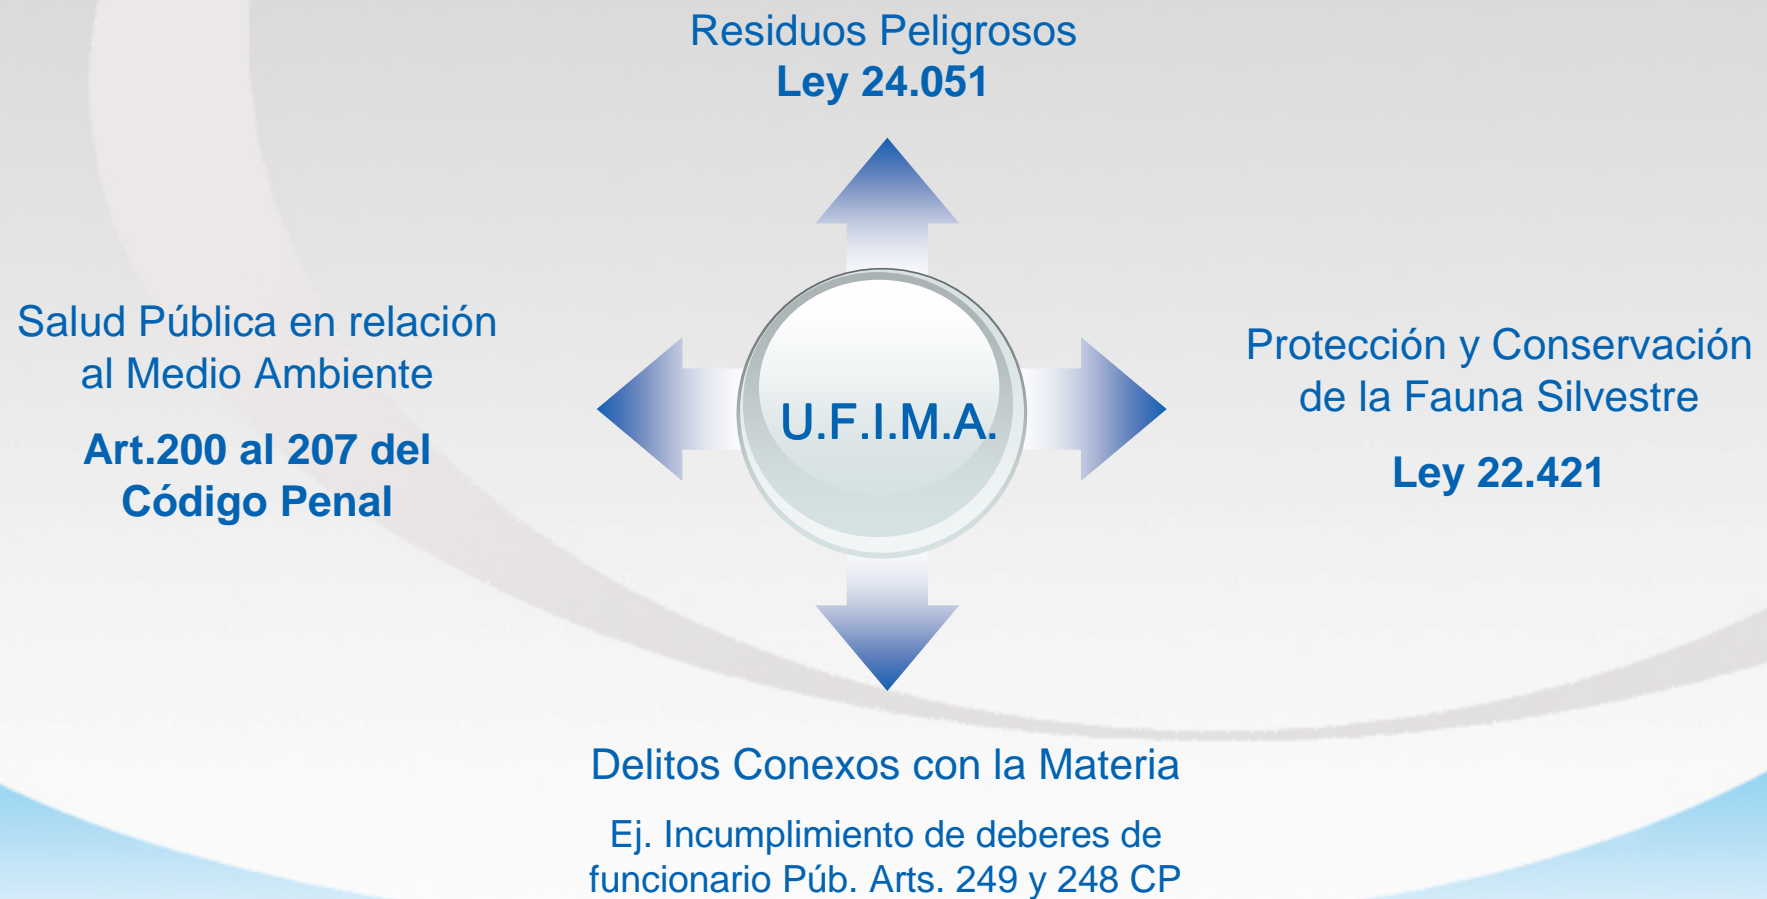 Residuos Peligrosos
Ley 24.051
Salud Pública en relación
al Medio Ambiente
Art.200 al 207 del
Código Penal
U.F.I.M.A.
Protección y Conservación
de la Fauna Silvestre
Ley 22.421
Delitos Conexos con la Materia
Ej. Incumplimiento de deberes de
funcionario Púb. Arts. 249 y 248 CP